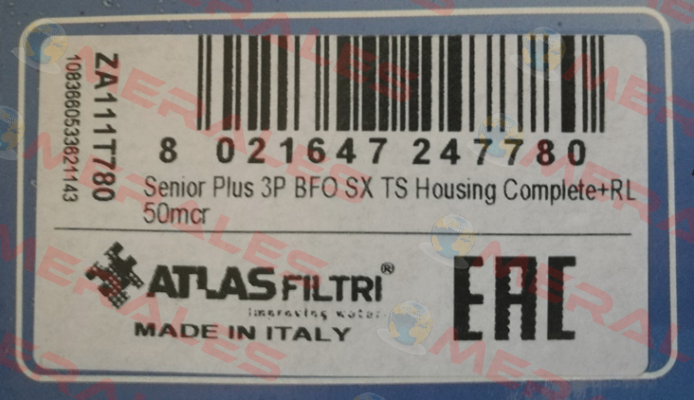 ZA111T780
1083660533621143
8 021647 247780
Senior Plus 3P BFO SX TS Housing Complete+RL
50mcr
ATLAS FILTRI®
improving water
MADE IN ITALY
EAC
MERALES